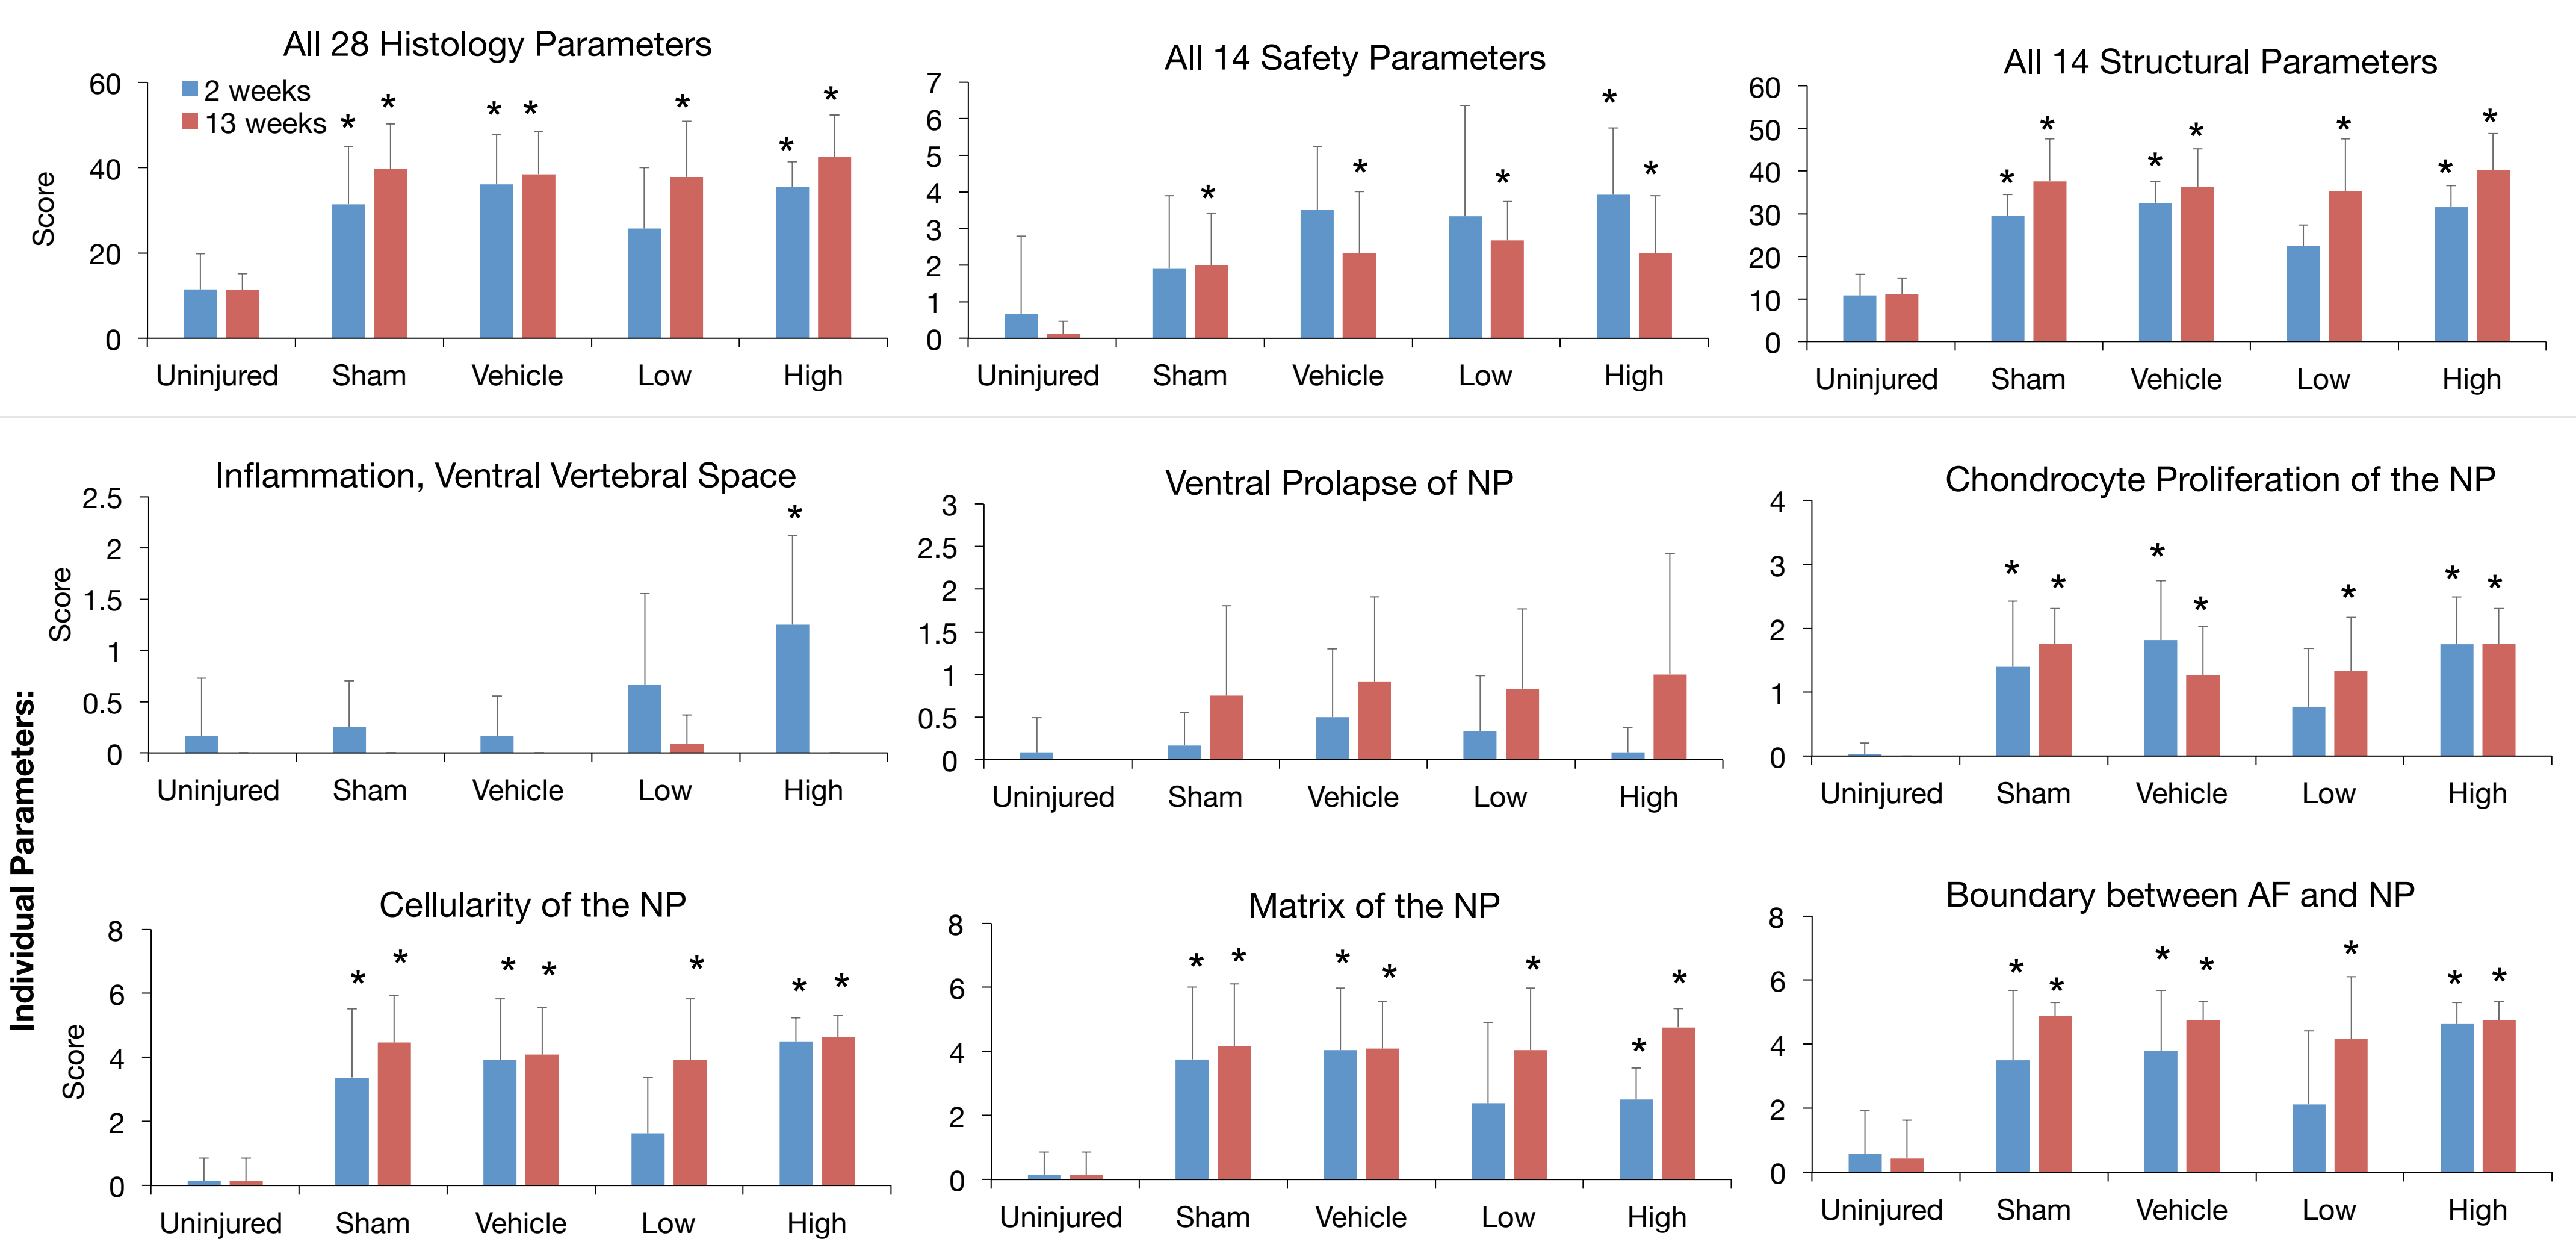 All 28 Histology Parameters
60
40
20
0
Score
2 weeks
13 weeks
* * * * * * *
Uninjured Sham Vehicle Low High
All 14 Safety Parameters
7
6
5
4
3
2
1
0
* * * * *
Uninjured Sham Vehicle Low High
All 14 Structural Parameters
60
50
40
30
20
10
0
* * * * * * *
Uninjured Sham Vehicle Low High
Individual Parameters:
Inflammation, Ventral Vertebral Space
2.5
2
1.5
1
0.5
0
Score
*
Uninjured Sham Vehicle Low High
Ventral Prolapse of NP
3
2.5
2
1.5
1
0.5
0
Uninjured Sham Vehicle Low High
Chondrocyte Proliferation of the NP
4
3
2
1
0
* * * * * * *
Uninjured Sham Vehicle Low High
Cellularity of the NP
8
6
4
2
0
Score
* * * * * * *
Uninjured Sham Vehicle Low High
Matrix of the NP
8
6
4
2
0
* * * * * * *
Uninjured Sham Vehicle Low High
Boundary between AF and NP
8
6
4
2
0
* * * * * * *
Uninjured Sham Vehicle Low High